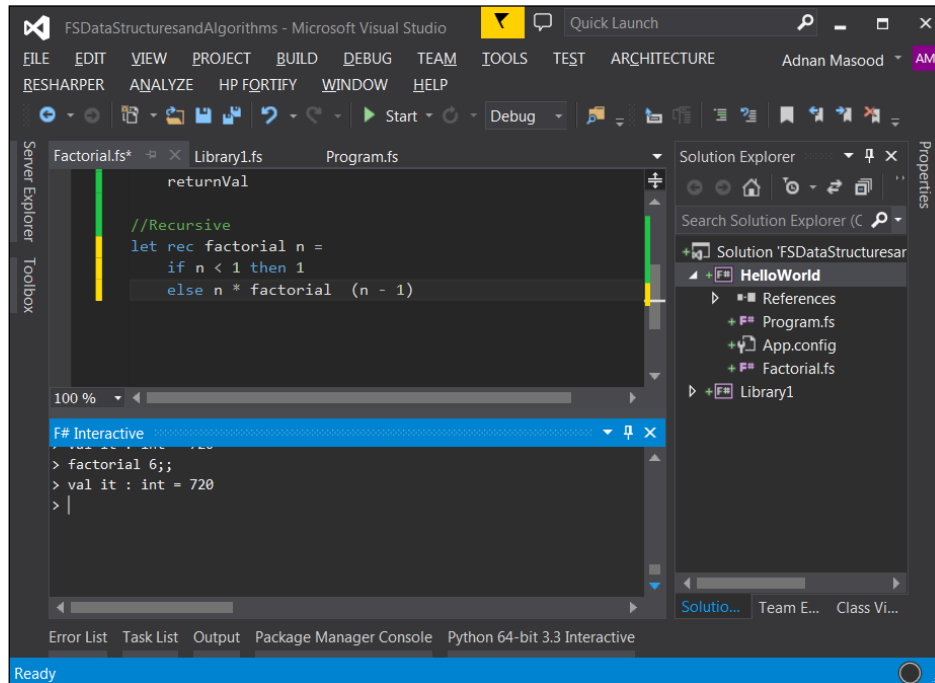 FSDataStructuresandAlgorithms - Microsoft Visual Studio
Quick Launch
FILE EDIT VIEW PROJECT BUILD DEBUG TEAM TOOLS TEST ARCHITECTURE Adnan Masood AM
RESHARPER ANALYZE HP FORTIFY WINDOW HELP
Start Debug
Server Explorer
Toolbox
Factorial.fs* Library1.fs Program.fs
returnVal
//Recursive
let rec factorial n =
if n < 1 then 1
else n * factorial (n - 1)
100 %
F# Interactive
> val it : int = 720
> factorial 6;;
> val it : int = 720
>
Error List Task List Output Package Manager Console Python 64-bit 3.3 Interactive
Solution Explorer
Search Solution Explorer (C
Solution 'FSDataStructuresar
F# HelloWorld
References
F# Program.fs
App.config
F# Factorial.fs
F# Library1
Solutio... Team E... Class Vi...
Properties
Ready